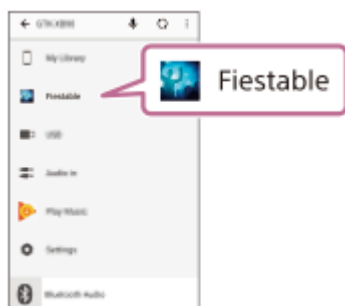 GTK-XB90
My Library
Fiestable
Fiestable
USB
Audio in
Play Music
Settings
Bluetooth Audio